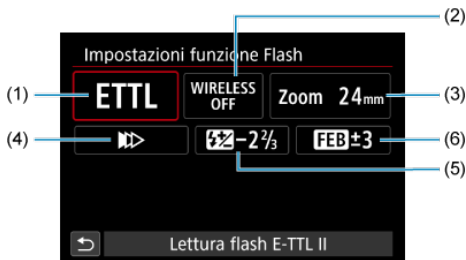 (2)
Impostazioni funzione Flash
(1) ETTL WIRELESS OFF Zoom 24mm (3)
(4) -2⅔ FEB±3 (6)
(5)
Lettura flash E-TTL II